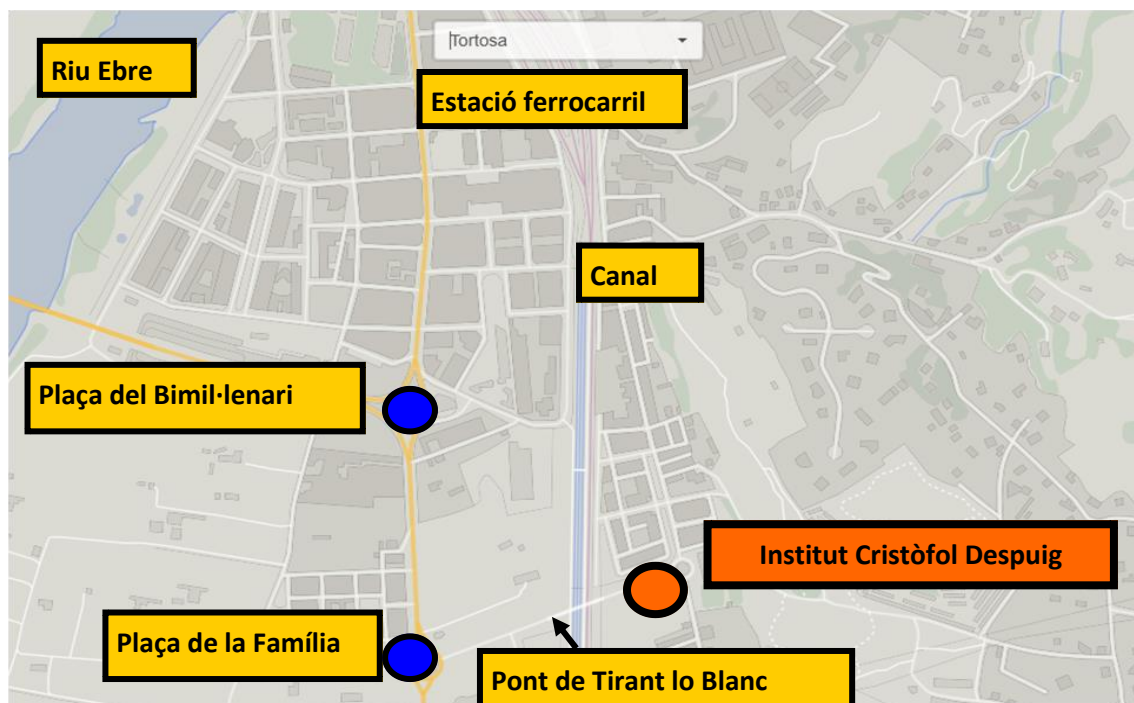 Tortosa
Riu Ebre
Estació ferrocarril
Canal
Plaça del Bimil·lenari
Institut Cristòfol Despuig
Plaça de la Família
Pont de Tirant lo Blanc